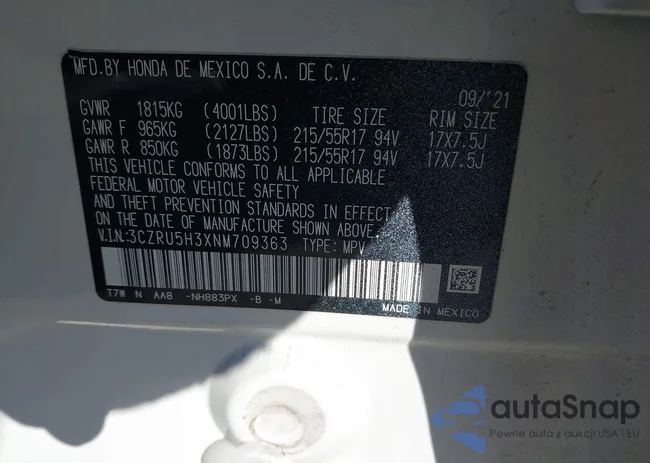 MFD.BY HONDA DE MEXICO S.A. DE C.V.
09/'21
GVWR 1815KG (4001LBS) TIRE SIZE RIM SIZE
GAWR F 965KG (2127LBS) 215/55R17 94V 17X7.5J
GAWR R 850KG (1873LBS) 215/55R17 94V 17X7.5J
THIS VEHICLE CONFORMS TO ALL APPLICABLE
FEDERAL MOTOR VEHICLE SAFETY
AND THEFT PREVENTION STANDARDS IN EFFECT
ON THE DATE OF MANUFACTURE SHOWN ABOVE.
V.I.N:3CZRU5H3XNM709363 TYPE: MPV
T7W N AA8 -NH883PX -B -M
MADE IN MEXICO
autaSnap
Pewne auta z aukcji USA i EU